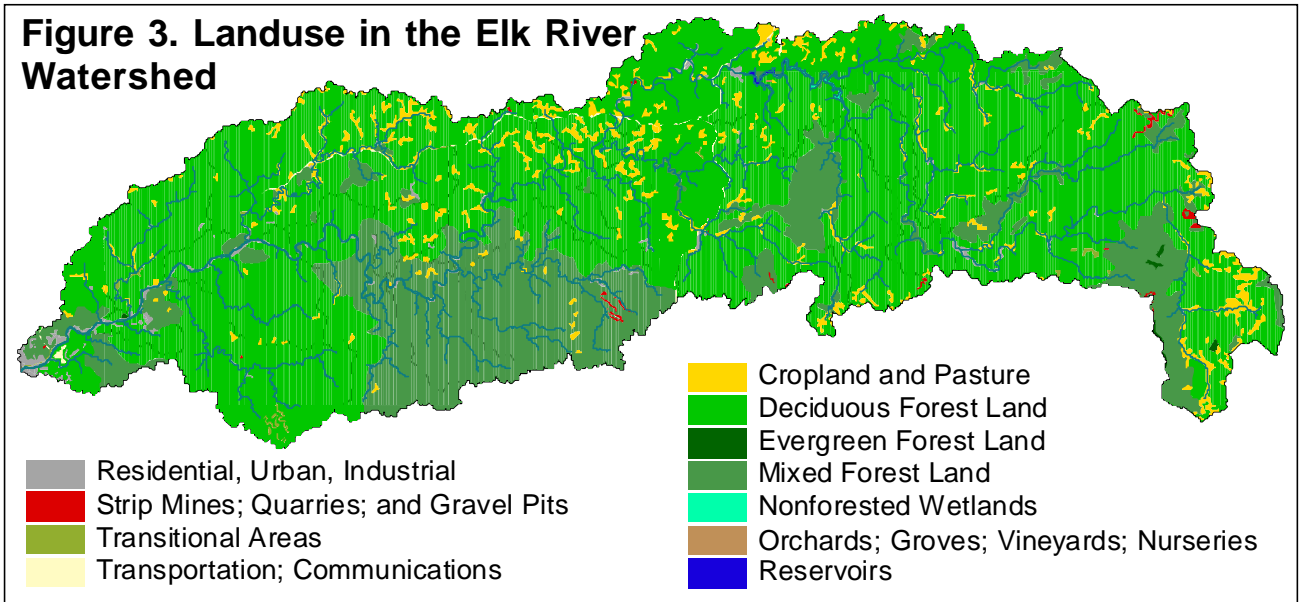 Figure 3. Landuse in the Elk River
Watershed
Residential, Urban, Industrial
Strip Mines; Quarries; and Gravel Pits
Transitional Areas
Transportation; Communications
Cropland and Pasture
Deciduous Forest Land
Evergreen Forest Land
Mixed Forest Land
Nonforested Wetlands
Orchards; Groves; Vineyards; Nurseries
Reservoirs